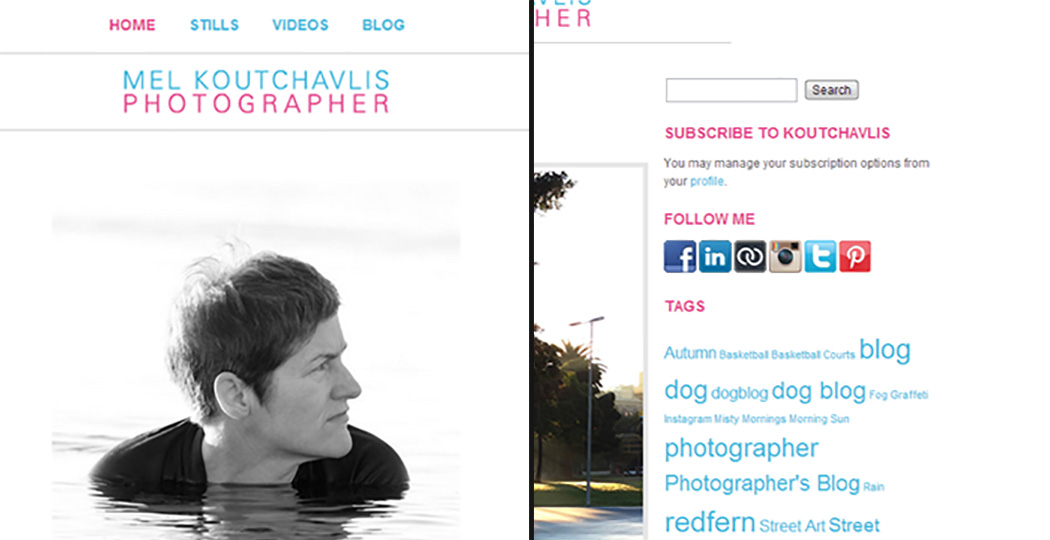 HOME STILLS VIDEOS BLOG
MEL KOUTCHAVLIS
PHOTOGRAPHER
HER
Search
SUBSCRIBE TO KOUTCHAVLIS
You may manage your subscription options from
your profile.
FOLLOW ME
TAGS
Autumn Basketball Basketball Courts blog
dog dogblog dog blog Fog Graffeti
Instagram Misty Mornings Morning Sun
photographer
Photographer's Blog Rain
redfern Street Art Street